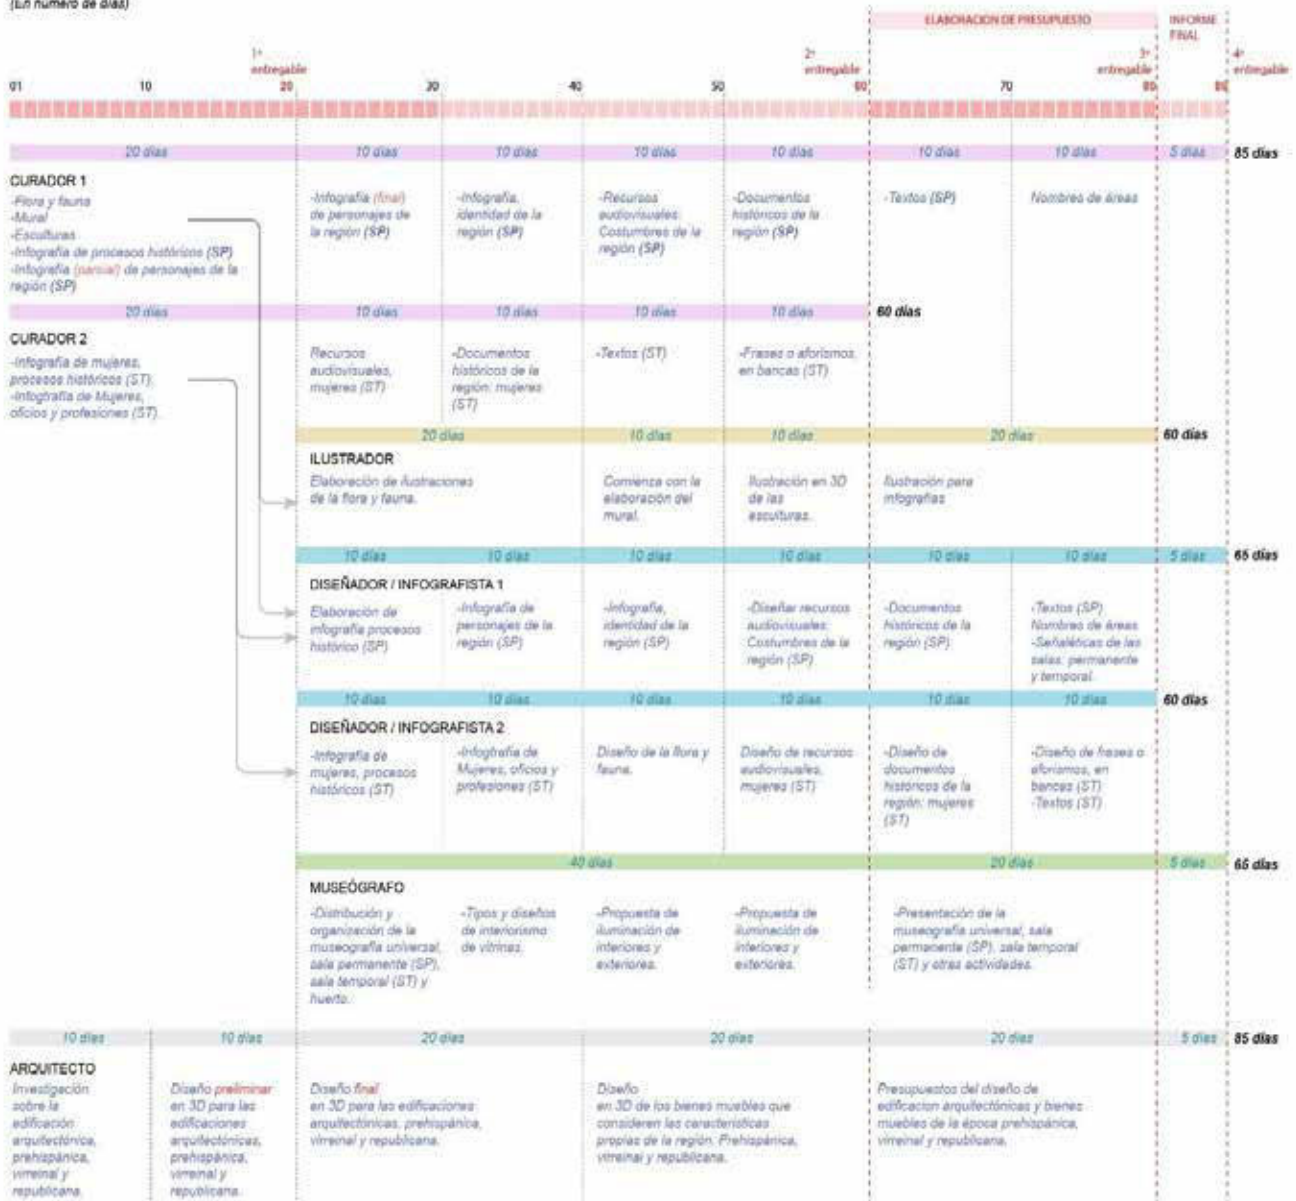 (En número de días)
ELABORACION DE PRESUPUESTO
INFORME
FINAL
1º
entregable
2º
entregable
3º
entregable
4º
entregable
01 10 20 30 40 50 60 70 80
20 días 10 días 10 días 10 días 10 días 10 días 10 días 5 días 85 días
CURADOR 1
-Flora y fauna
-Mural
-Esculturas
-Infografía de procesos históricos (SP)
-Infografía (parcial) de personajes de la
región (SP)
-Infografía (final)
de personajes de
la región (SP)
-Infografía,
identidad de la
región (SP)
-Recursos
audiovisuales:
Costumbres de la
región (SP)
-Documentos
históricos de la
región (SP)
-Textos (SP)
Nombres de áreas
20 días 10 días 10 días 10 días 10 días 60 días
CURADOR 2
-Infografía de mujeres,
procesos históricos (ST).
-Infogtrafía de Mujeres,
oficios y profesiones (ST).
Recursos
audiovisuales,
mujeres (ST)
-Documentos
históricos de la
región: mujeres
(ST)
-Textos (ST)
-Frases o aforismos,
en bancas (ST)
20 días 10 días 10 días 20 días 60 días
ILUSTRADOR
Elaboración de ilustraciones
de la flora y fauna.
Comienza con la
elaboración del
mural.
Ilustración en 3D
de las
esculturas.
Ilustración para
infografías
10 días 10 días 10 días 10 días 10 días 10 días 5 días 65 días
DISEÑADOR / INFOGRAFISTA 1
Elaboración de
infografía procesos
histórico (SP)
-Infografía de
personajes de la
región (SP)
-Infografía,
identidad de la
región (SP)
-Diseñar recursos
audiovisuales:
Costumbres de la
región (SP)
-Documentos
históricos de la
región (SP)
-Textos (SP)
Nombres de áreas
-Señaléticas de las
salas: permanente
y temporal.
10 días 10 días 10 días 10 días 10 días 10 días 60 días
DISEÑADOR / INFOGRAFISTA 2
-Infografía de
mujeres, procesos
históricos (ST)
-Infogtrafía de
Mujeres, oficios y
profesiones (ST)
Diseño de la flora y
fauna.
Diseño de recursos
audiovisuales,
mujeres (ST)
-Diseño de
documentos
históricos de la
región: mujeres
(ST)
-Diseño de frases o
aforismos, en
bancas (ST)
-Textos (ST)
40 días 20 días 5 días 65 días
MUSEÓGRAFO
-Distribución y
organización de la
museografía universal,
sala permanente (SP),
sala temporal (ST) y
huerto.
-Tipos y diseños
de interiorismo
de vitrinas.
-Propuesta de
iluminación de
interiores y
exteriores.
-Propuesta de
iluminación de
interiores y
exteriores.
-Presentación de la
museografía universal, sala
permanente (SP), sala temporal
(ST) y otras actividades.
10 días 10 días 20 días 20 días 20 días 5 días 85 días
ARQUITECTO
Investigación
sobre la
edificación
arquitectónica,
prehispánica,
virreinal y
republicana.
Diseño preliminar
en 3D para las
edificaciones
arquitectónicas,
prehispánica,
virreinal y
republicana.
Diseño final
en 3D para las edificaciones
arquitectónicas, prehispánica,
virreinal y republicana.
Diseño
en 3D de los bienes muebles que
consideren las características
propias de la región. Prehispánica,
virreinal y republicana.
Presupuestos del diseño de
edificacion arquitectónicas y bienes
muebles de la época prehispánica,
virreinal y republicana.